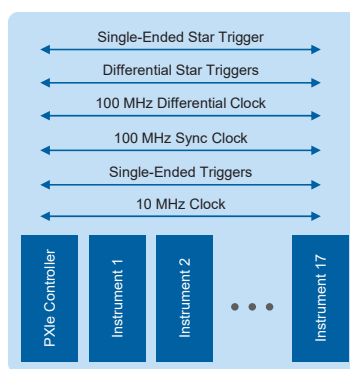 Single-Ended Star Trigger
Differential Star Triggers
100 MHz Differential Clock
100 MHz Sync Clock
Single-Ended Triggers
10 MHz Clock
PXIe Controller
Instrument 1
Instrument 2
Instrument 17